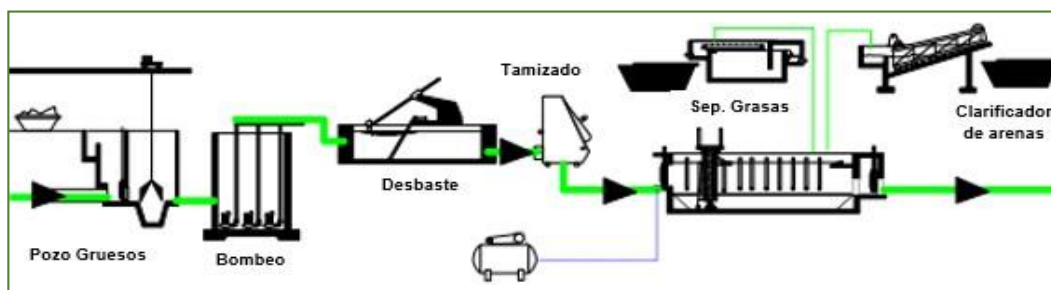 Pozo Gruesos
Bombeo
Desbaste
Tamizado
Sep. Grasas
Clarificador
de arenas